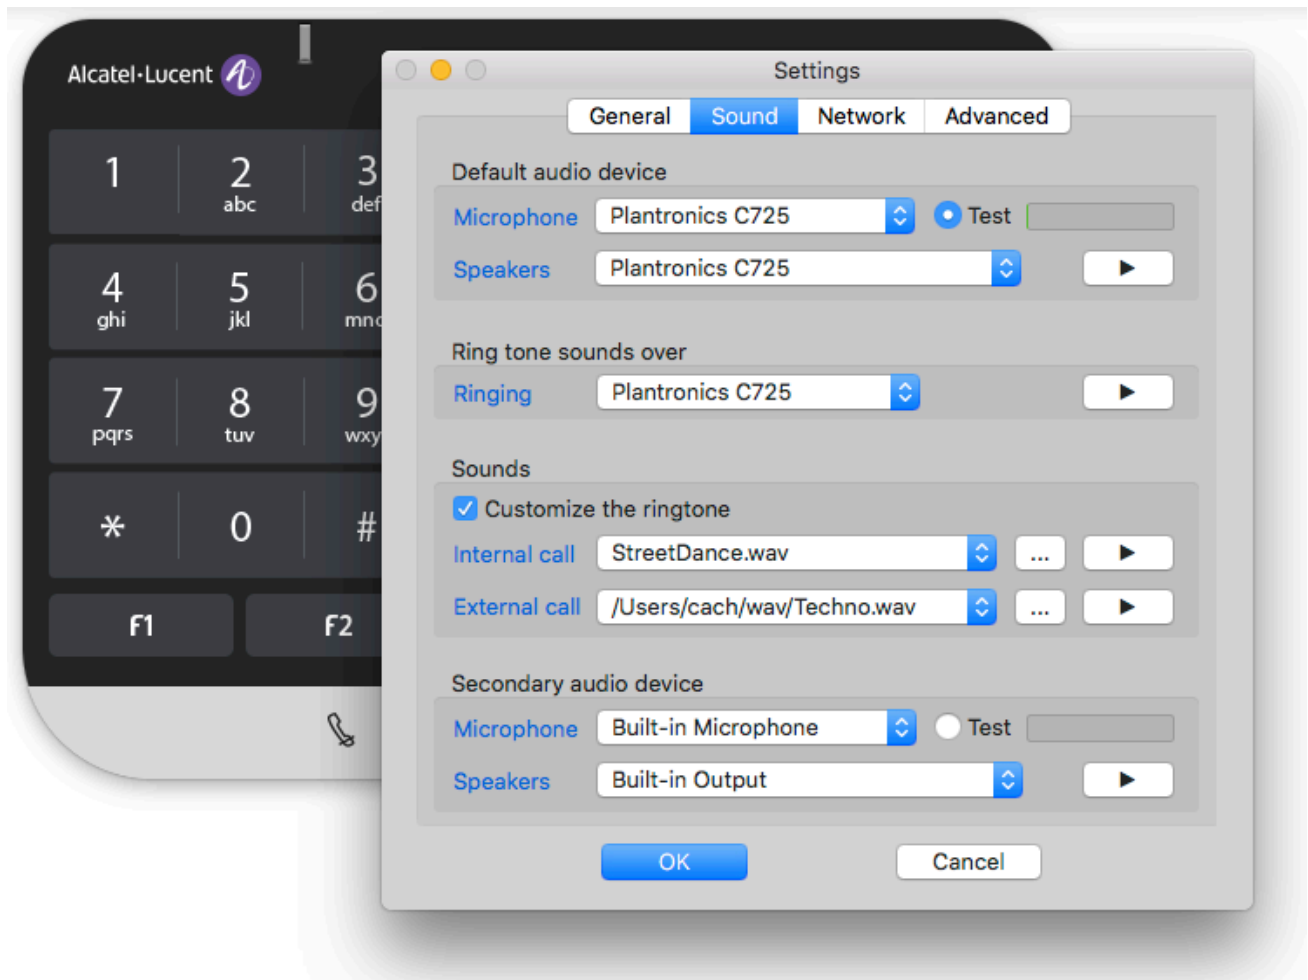 Alcatel·Lucent
Settings
General Sound Network Advanced
1 2 3
abc def
4 5 6
ghi jkl mno
7 8 9
pqrs tuv wxy
* 0 #
F1 F2
Default audio device
Microphone Plantronics C725 Test
Speakers Plantronics C725
Ring tone sounds over
Ringing Plantronics C725
Sounds
Customize the ringtone
Internal call StreetDance.wav ...
External call /Users/cach/wav/Techno.wav ...
Secondary audio device
Microphone Built-in Microphone Test
Speakers Built-in Output
OK Cancel